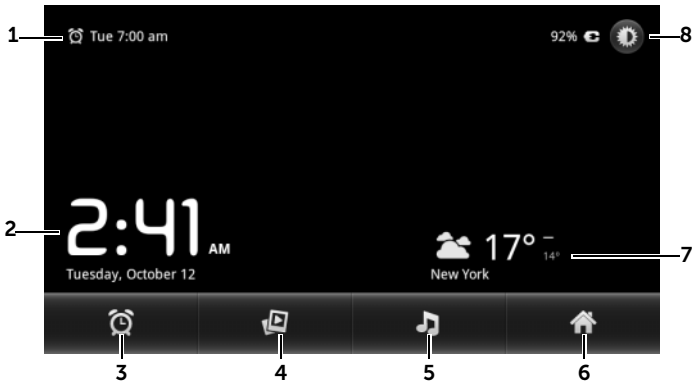 1 Tue 7:00 am 92% 8
2 2:41 AM 17° – 14° 7
Tuesday, October 12 New York
3 4 5 6